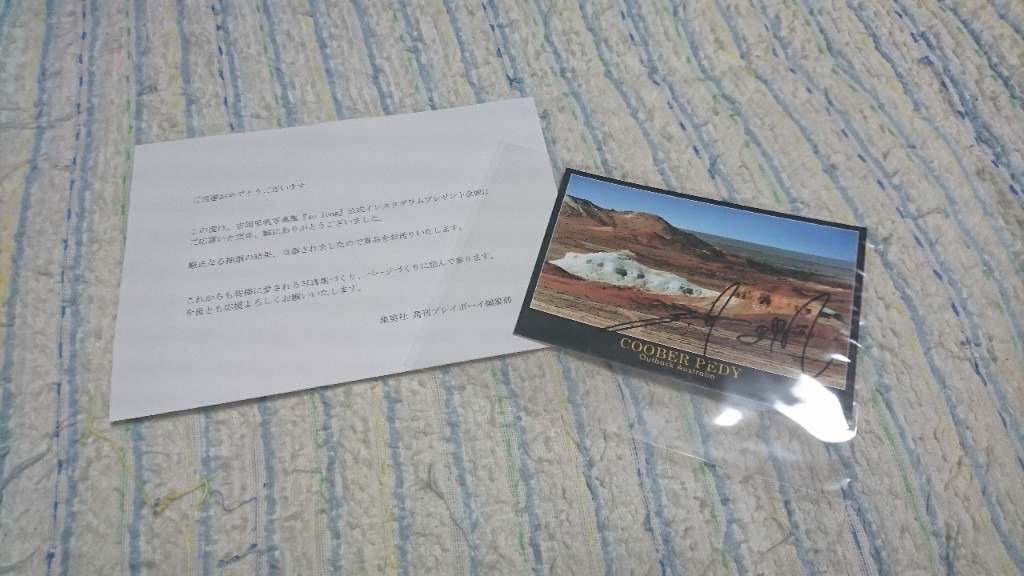 ご当選おめでとうございます
この度は、吉岡里帆写真集『so long』公式インスタグラムプレゼント企画に
ご応募いただき、誠にありがとうございました。
厳正なる抽選の結果、当選されましたので賞品をお送りいたします。
これからも皆様に愛される写真集づくり、ページづくりに励んで参ります。
今後とも応援よろしくお願いいたします。
集英社 週刊プレイボーイ編集部
COOBER PEDY
Outback Australia